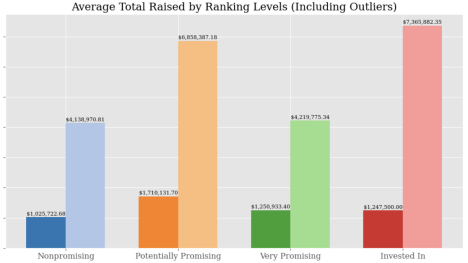 Average Total Raised by Ranking Levels (Including Outliers)
$7,365,882.35
$6,858,387.18
$4,138,970.81
$4,219,775.34
$1,710,131.70
$1,025,722.68
$1,250,933.40
$1,247,500.00
Nonpromising
Potentially Promising
Very Promising
Invested In